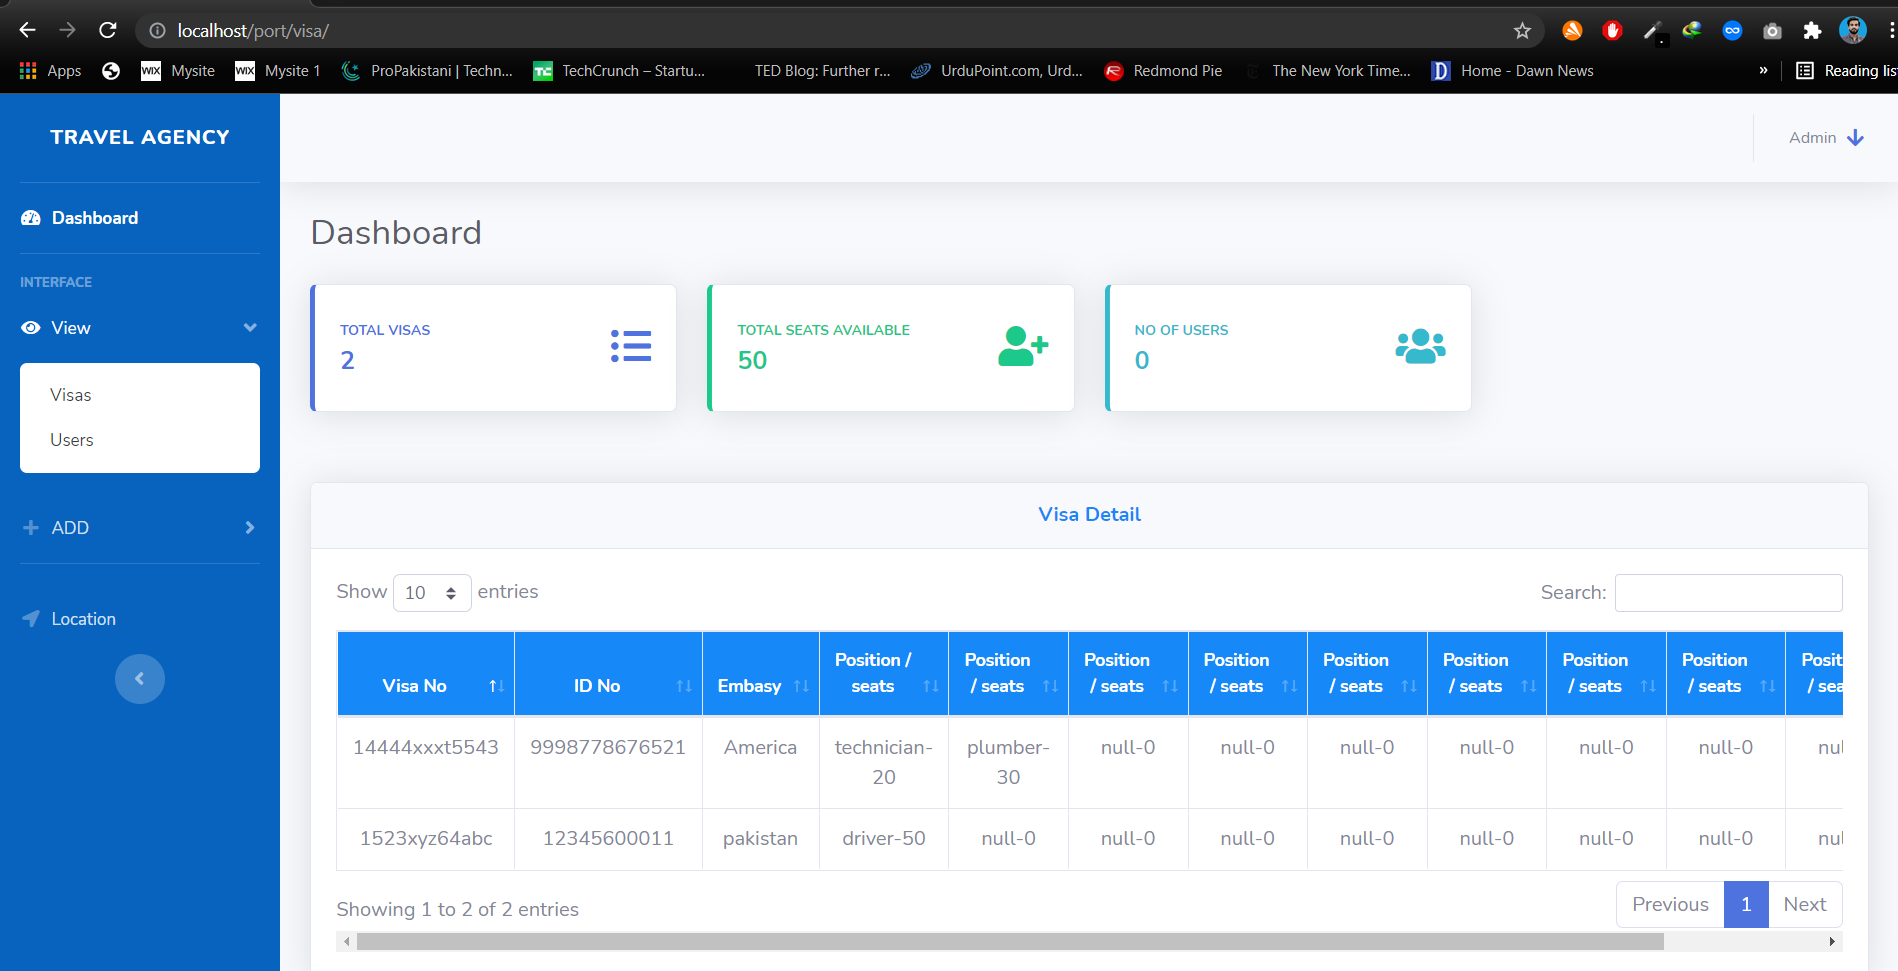 localhost/port/visa/
Apps Mysite Mysite 1 ProPakistani | Techn... TechCrunch – Startu... TED Blog: Further r... UrduPoint.com, Urd... Redmond Pie The New York Time... Home - Dawn News » Reading lis
TRAVEL AGENCY
Admin
Dashboard
INTERFACE
View
Visas
Users
ADD
Location
Dashboard
TOTAL VISAS
2
TOTAL SEATS AVAILABLE
50
NO OF USERS
0
Visa Detail
Show 10 entries
Search:
Visa No ID No Embasy Position / seats Position / seats Position / seats Position / seats Position / seats Position / seats Position / seats Position / seats Posit / sea
14444xxxt5543 9998778676521 America technician-20 plumber-30 null-0 null-0 null-0 null-0 null-0 null-0 nul
1523xyz64abc 12345600011 pakistan driver-50 null-0 null-0 null-0 null-0 null-0 null-0 null-0 nul
Showing 1 to 2 of 2 entries
Previous 1 Next